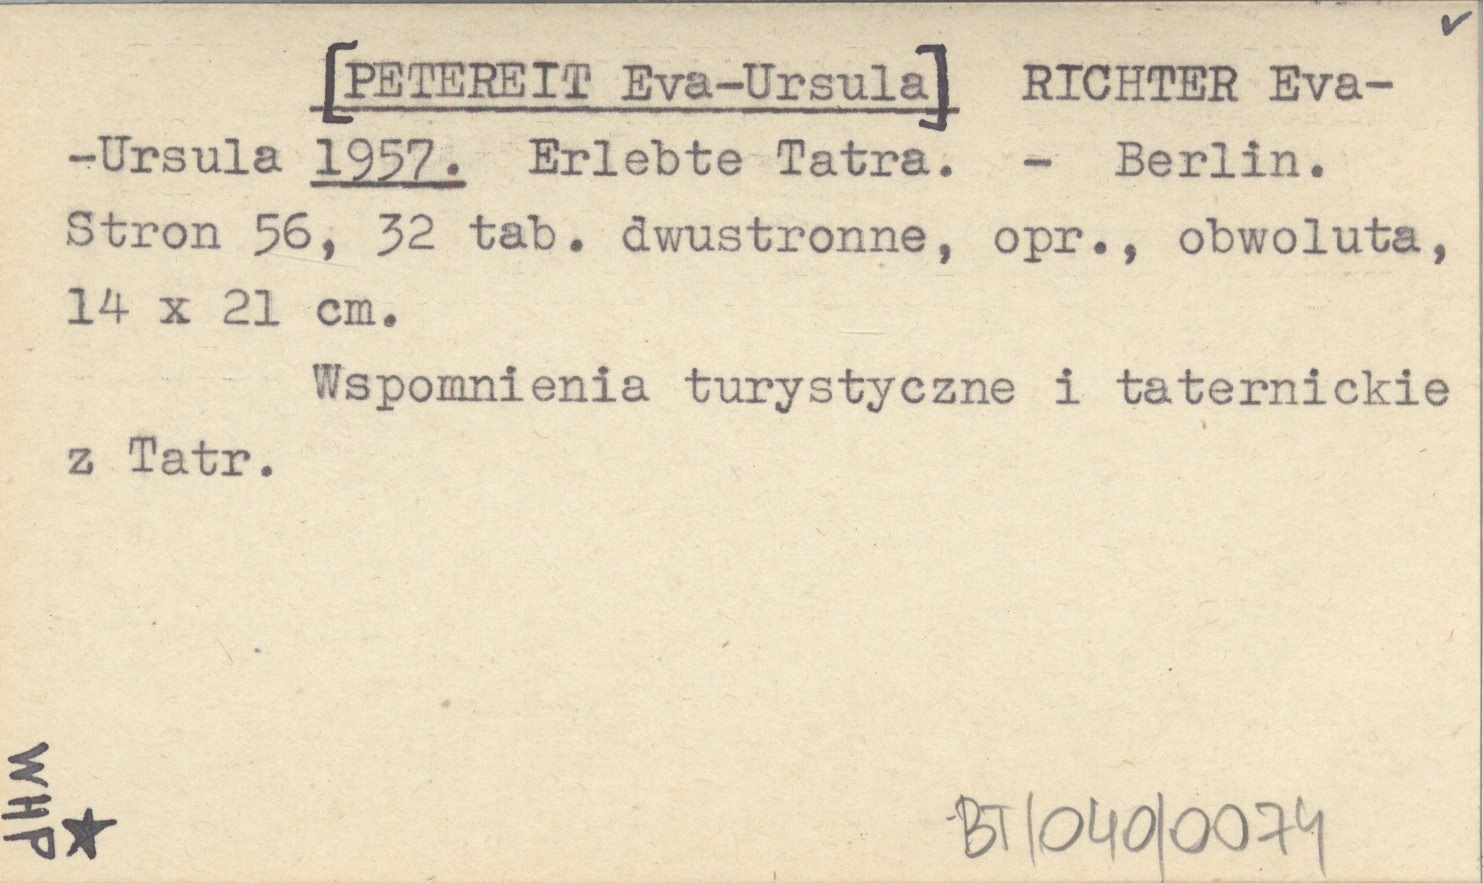 [PETEREIT Eva-Ursula] RICHTER Eva-
-Ursula 1957. Erlebte Tatra. - Berlin.
Stron 56, 32 tab. dwustronne, opr., obwoluta,
14 x 21 cm.
Wspomnienia turystyczne i taternickie
z Tatr.
WHP
BT/040/0074